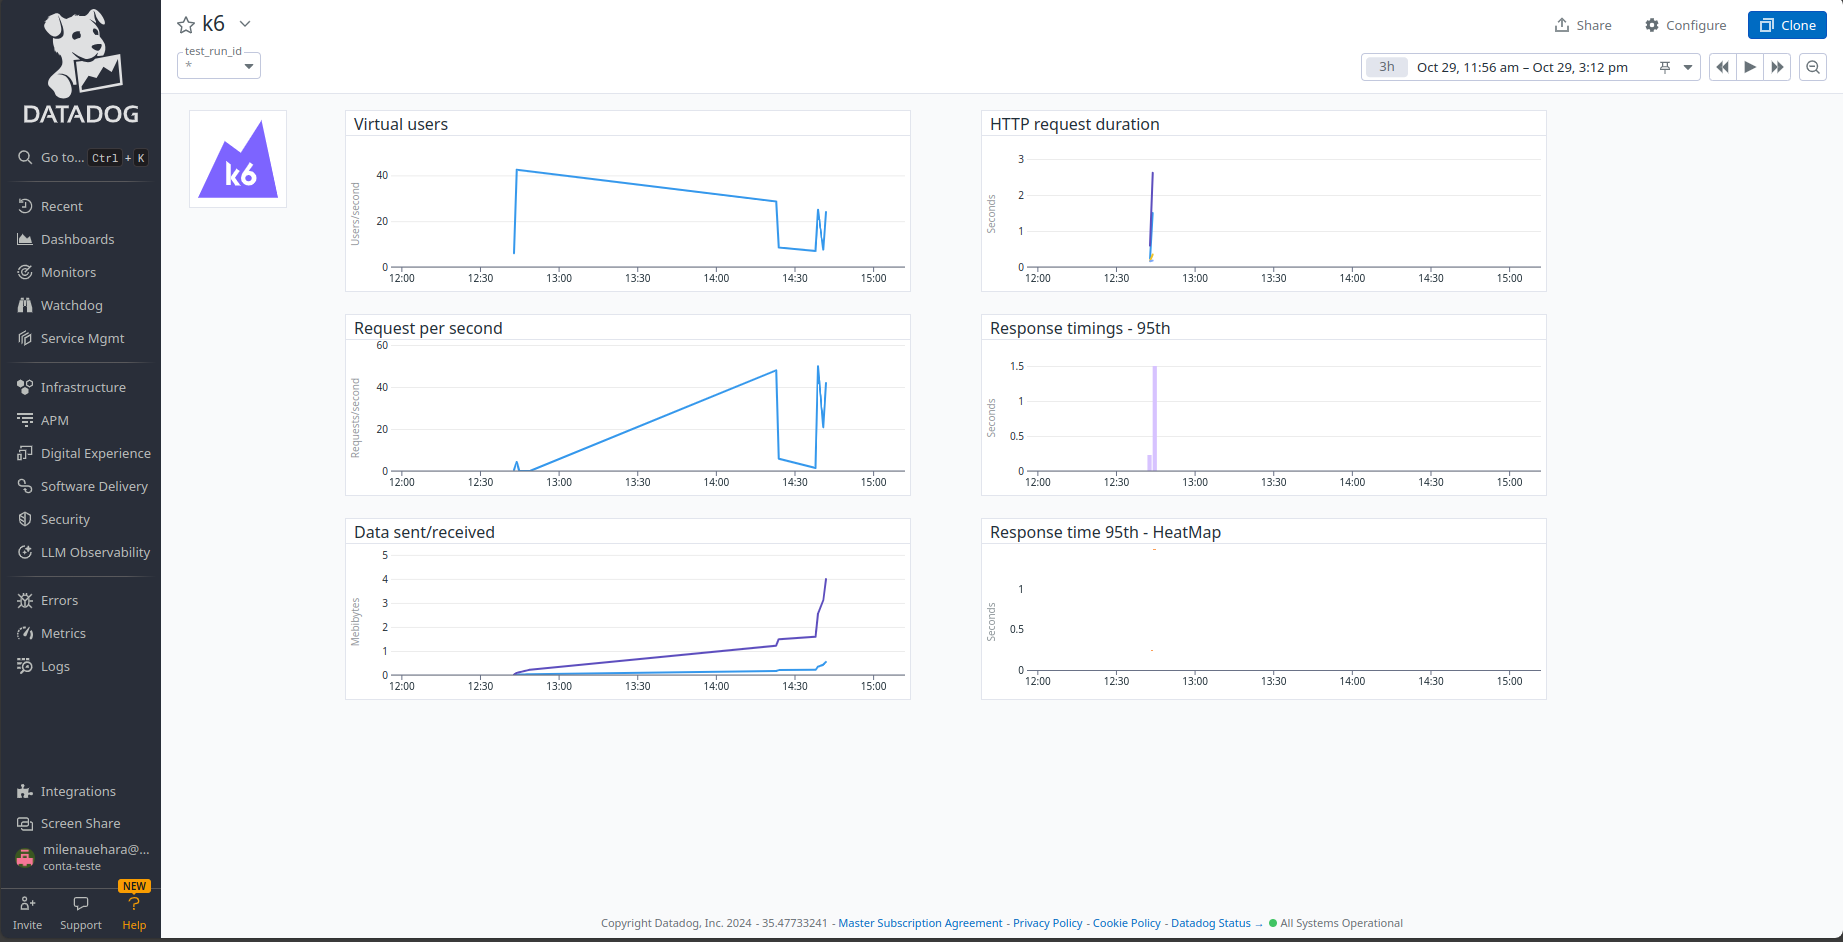 DATADOG
Go to... Ctrl + K
Recent
Dashboards
Monitors
Watchdog
Service Mgmt
Infrastructure
APM
Digital Experience
Software Delivery
Security
LLM Observability
Errors
Metrics
Logs
Integrations
Screen Share
milenauehara@...
conta-teste
NEW
Invite Support Help
k6
Share Configure Clone
test_run_id
*
3h Oct 29, 11:56 am – Oct 29, 3:12 pm
k6
Virtual users
Users/second
40
20
0
12:00 12:30 13:00 13:30 14:00 14:30 15:00
HTTP request duration
Seconds
3
2
1
0
12:00 12:30 13:00 13:30 14:00 14:30 15:00
Request per second
Requests/second
60
40
20
0
12:00 12:30 13:00 13:30 14:00 14:30 15:00
Response timings - 95th
Seconds
1.5
1
0.5
0
12:00 12:30 13:00 13:30 14:00 14:30 15:00
Data sent/received
Mebibytes
5
4
3
2
1
0
12:00 12:30 13:00 13:30 14:00 14:30 15:00
Response time 95th - HeatMap
Seconds
1
0.5
0
12:00 12:30 13:00 13:30 14:00 14:30 15:00
Copyright Datadog, Inc. 2024 - 35.47733241 - Master Subscription Agreement - Privacy Policy - Cookie Policy - Datadog Status → All Systems Operational